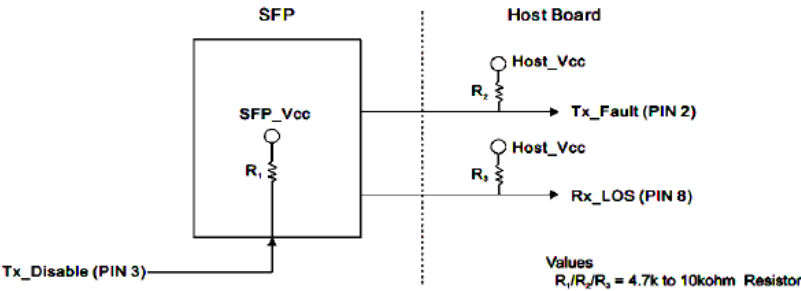 SFP
Host Board
Host_Vcc
R2
Tx_Fault (PIN 2)
SFP_Vcc
R1
Host_Vcc
R3
Rx_LOS (PIN 8)
Tx_Disable (PIN 3)
Values
R1/R2/R3 = 4.7k to 10kohm Resistor